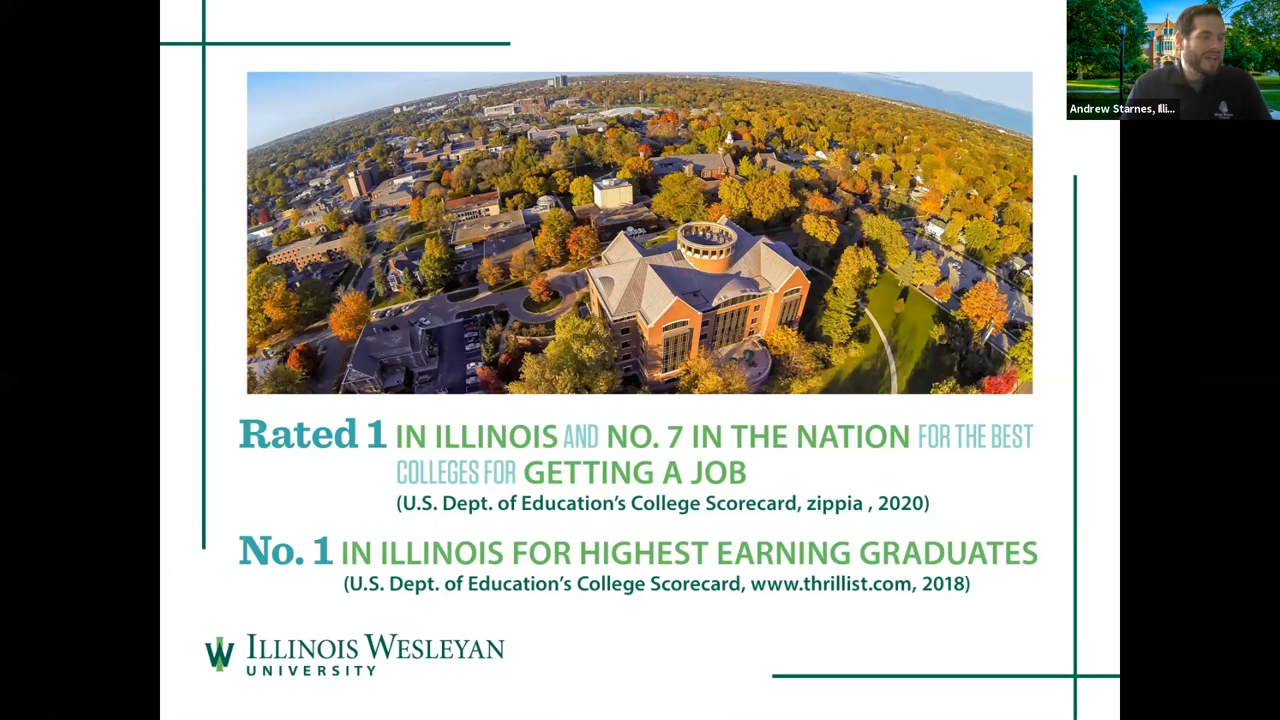 Andrew Starnes, Illi...
Rated 1 IN ILLINOIS AND NO. 7 IN THE NATION FOR THE BEST
COLLEGES FOR GETTING A JOB
(U.S. Dept. of Education's College Scorecard, zippia , 2020)
No. 1 IN ILLINOIS FOR HIGHEST EARNING GRADUATES
(U.S. Dept. of Education's College Scorecard, www.thrillist.com, 2018)
ILLINOIS WESLEYAN
UNIVERSITY